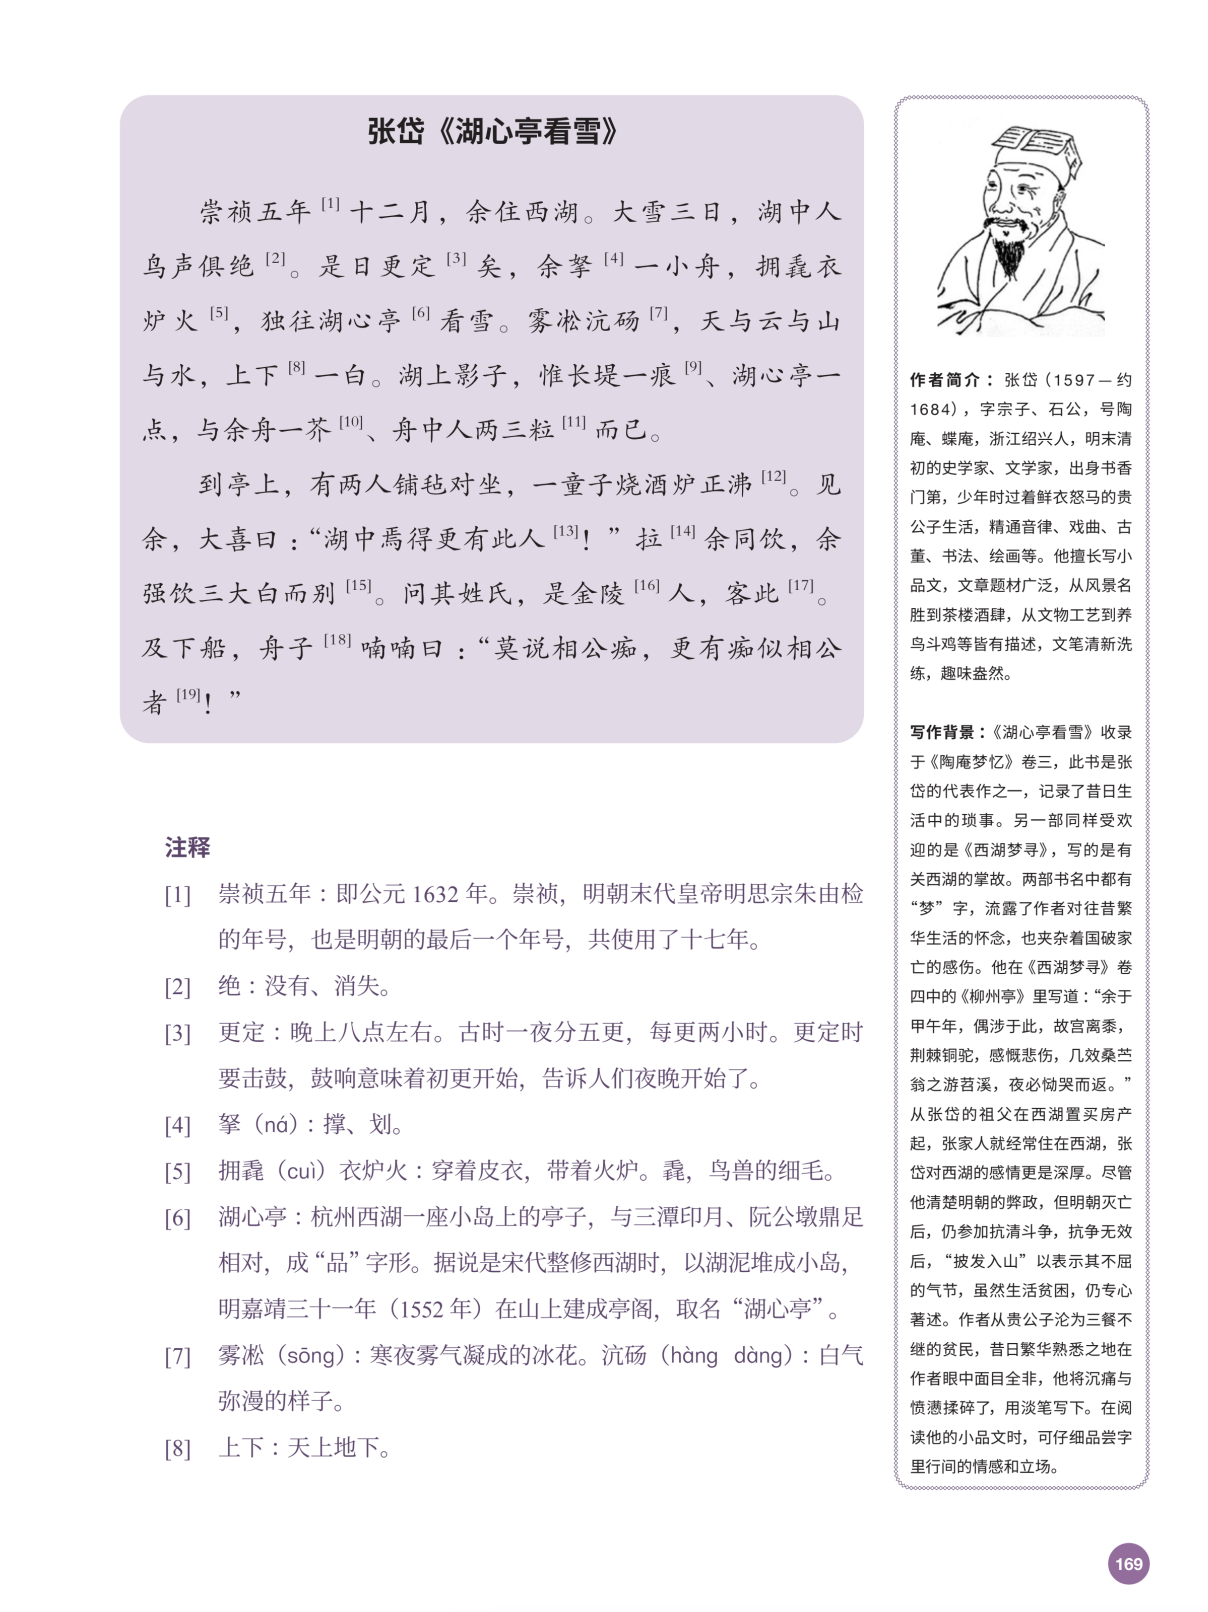 张岱《湖心亭看雪》
崇祯五年 [1] 十二月，余住西湖。大雪三日，湖中人
鸟声俱绝 [2]。是日更定 [3] 矣，余拏 [4] 一小舟，拥毳衣
炉火 [5]，独往湖心亭 [6] 看雪。雾凇沆砀 [7]，天与云与山
与水，上下 [8] 一白。湖上影子，惟长堤一痕 [9]、湖心亭一
点，与余舟一芥 [10]、舟中人两三粒 [11] 而已。
到亭上，有两人铺毡对坐，一童子烧酒炉正沸 [12]。见
余，大喜曰：“湖中焉得更有此人 [13]！”拉 [14] 余同饮，余
强饮三大白而别 [15]。问其姓氏，是金陵 [16] 人，客此 [17]。
及下船，舟子 [18] 喃喃曰：“莫说相公痴，更有痴似相公
者 [19]！”
注释
[1] 崇祯五年：即公元 1632 年。崇祯，明朝末代皇帝明思宗朱由检
的年号，也是明朝的最后一个年号，共使用了十七年。
[2] 绝：没有、消失。
[3] 更定：晚上八点左右。古时一夜分五更，每更两小时。更定时
要击鼓，鼓响意味着初更开始，告诉人们夜晚开始了。
[4] 拏（ná）：撑、划。
[5] 拥毳（cuì）衣炉火：穿着皮衣，带着火炉。毳，鸟兽的细毛。
[6] 湖心亭：杭州西湖一座小岛上的亭子，与三潭印月、阮公墩鼎足
相对，成“品”字形。据说是宋代整修西湖时，以湖泥堆成小岛，
明嘉靖三十一年（1552 年）在山上建成亭阁，取名“湖心亭”。
[7] 雾凇（sōng）：寒夜雾气凝成的冰花。沆砀（hàng dàng）：白气
弥漫的样子。
[8] 上下：天上地下。
作者简介：张岱（1597—约
1684），字宗子、石公，号陶
庵、蝶庵，浙江绍兴人，明末清
初的史学家、文学家，出身书香
门第，少年时过着鲜衣怒马的贵
公子生活，精通音律、戏曲、古
董、书法、绘画等。他擅长写小
品文，文章题材广泛，从风景名
胜到茶楼酒肆，从文物工艺到养
鸟斗鸡等皆有描述，文笔清新洗
练，趣味盎然。
写作背景：《湖心亭看雪》收录
于《陶庵梦忆》卷三，此书是张
岱的代表作之一，记录了昔日生
活中的琐事。另一部同样受欢
迎的是《西湖梦寻》，写的是有
关西湖的掌故。两部书名中都有
“梦”字，流露了作者对往昔繁
华生活的怀念，也夹杂着国破家
亡的感伤。他在《西湖梦寻》卷
四中的《柳州亭》里写道：“余于
甲午年，偶涉于此，故宫离黍，
荆棘铜驼，感慨悲伤，几效桑苎
翁之游苕溪，夜必恸哭而返。”
从张岱的祖父在西湖置买房产
起，张家人就经常住在西湖，张
岱对西湖的感情更是深厚。尽管
他清楚明朝的弊政，但明朝灭亡
后，仍参加抗清斗争，抗争无效
后，“披发入山”以表示其不屈
的气节，虽然生活贫困，仍专心
著述。作者从贵公子沦为三餐不
继的贫民，昔日繁华熟悉之地在
作者眼中面目全非，他将沉痛与
愤懑揉碎了，用淡笔写下。在阅
读他的小品文时，可仔细品尝字
里行间的情感和立场。
169